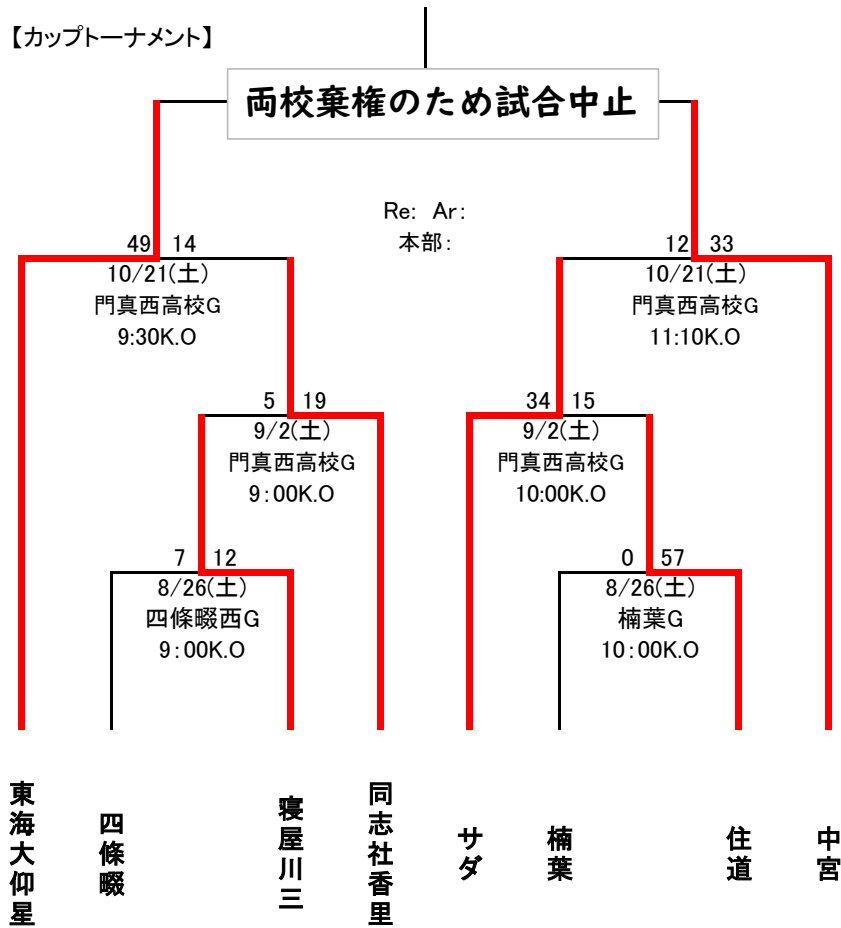 【カップトーナメント】
両校棄権のため試合中止
Re: Ar:
本部:
49 14
10/21(土)
門真西高校G
9:30K.O
12 33
10/21(土)
門真西高校G
11:10K.O
5 19
9/2(土)
門真西高校G
9:00K.O
34 15
9/2(土)
門真西高校G
10:00K.O
7 12
8/26(土)
四條畷西G
9:00K.O
0 57
8/26(土)
楠葉G
10:00K.O
東海大仰星
四條畷
寝屋川三
同志社香里
サダ
楠葉
住道
中宮